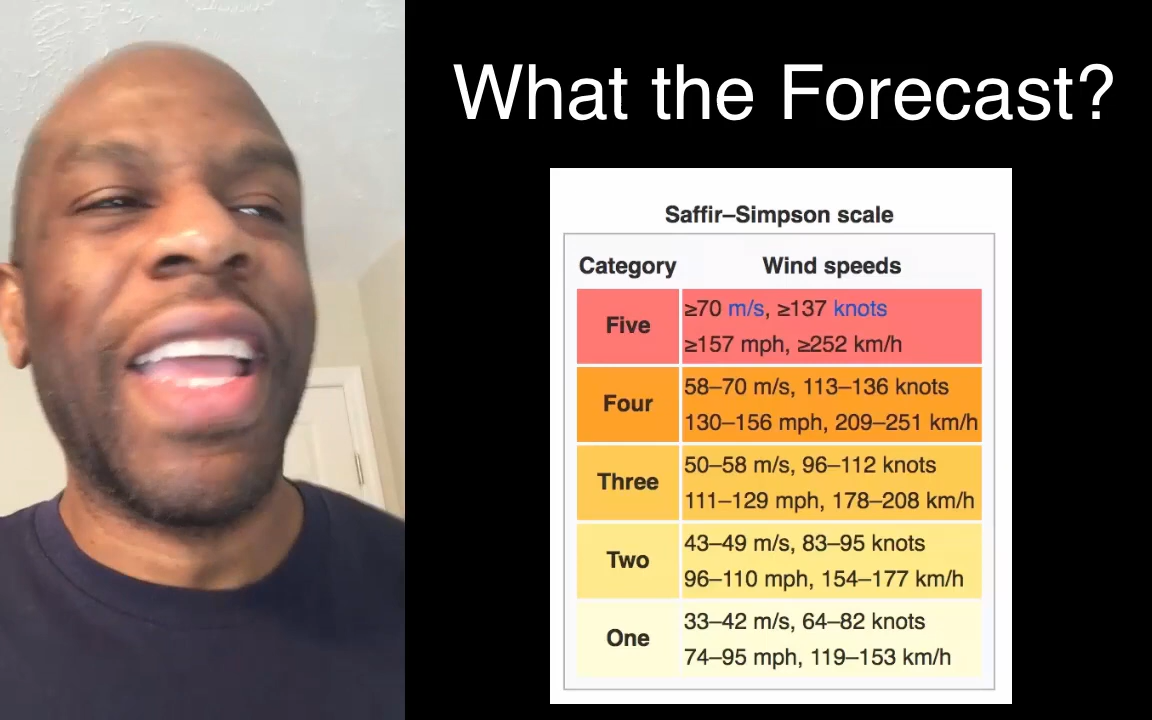 What the Forecast?
Saffir–Simpson scale
Category Wind speeds
Five
≥70 m/s, ≥137 knots
≥157 mph, ≥252 km/h
Four
58–70 m/s, 113–136 knots
130–156 mph, 209–251 km/h
Three
50–58 m/s, 96–112 knots
111–129 mph, 178–208 km/h
Two
43–49 m/s, 83–95 knots
96–110 mph, 154–177 km/h
One
33–42 m/s, 64–82 knots
74–95 mph, 119–153 km/h